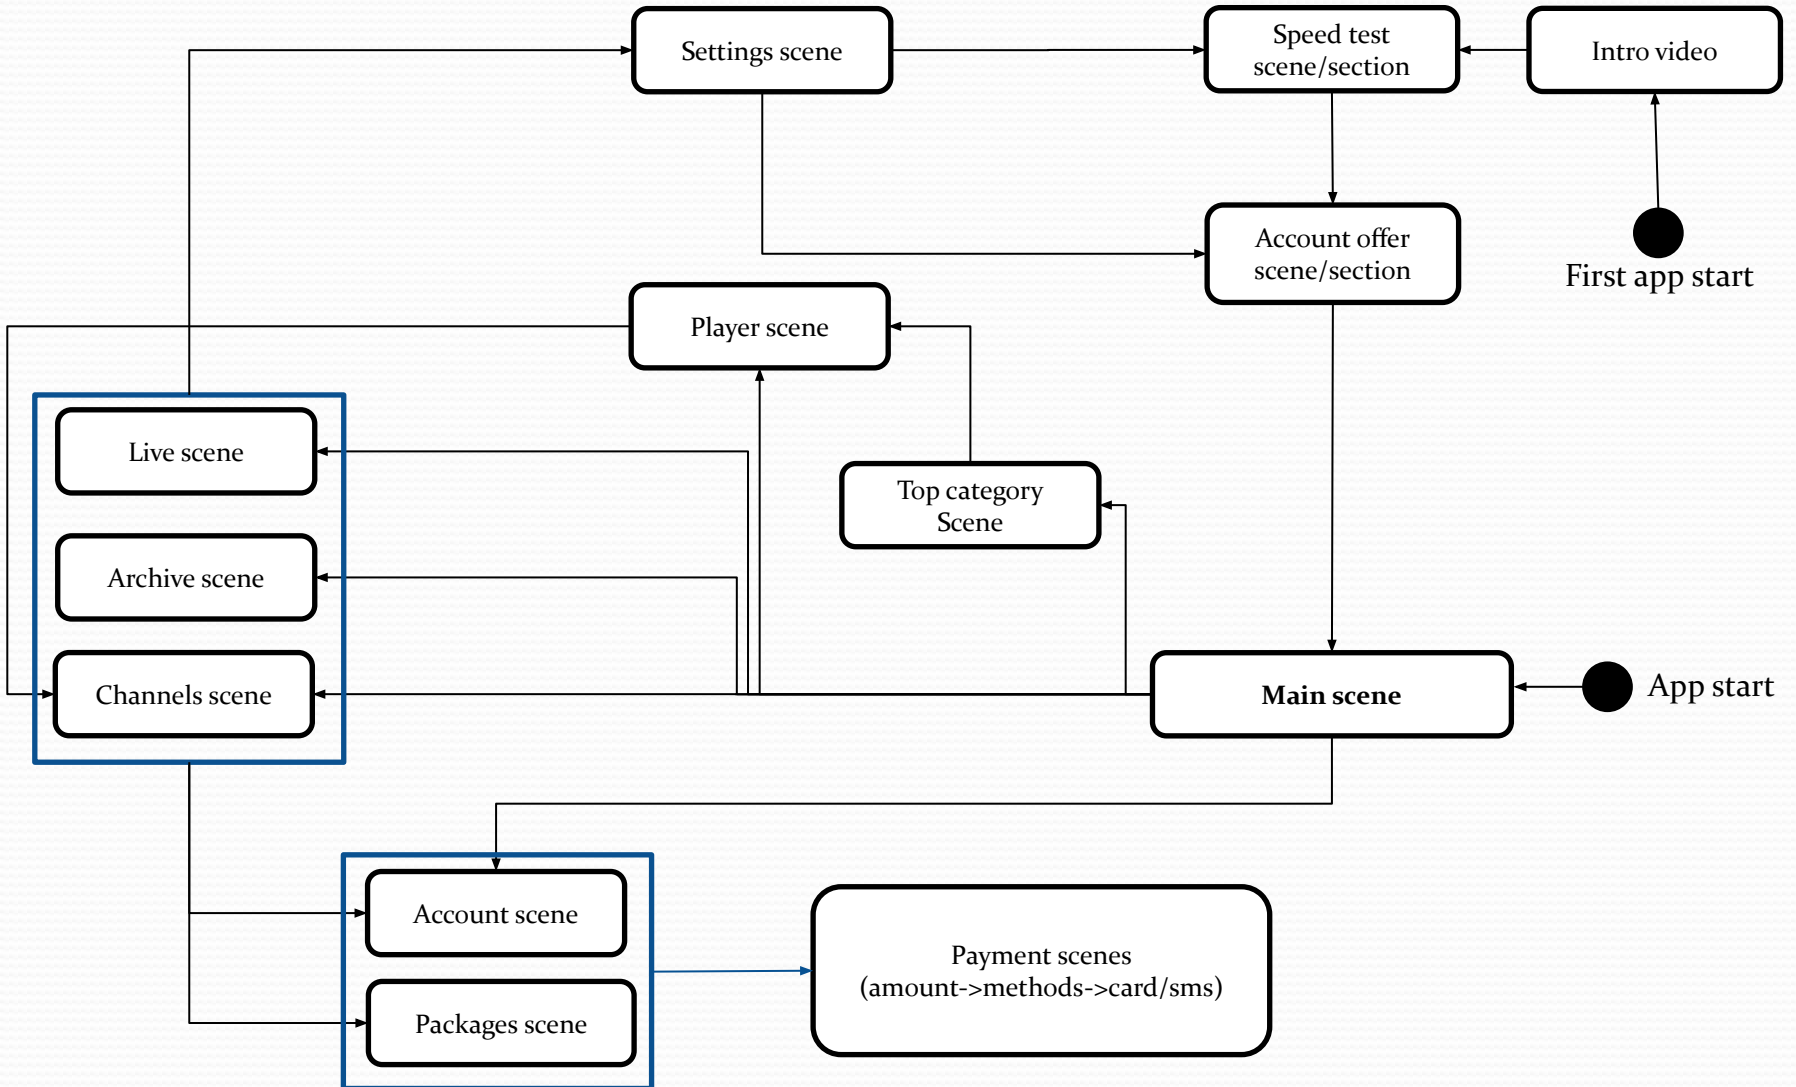 Settings scene
Speed test
scene/section
Intro video
Account offer
scene/section
First app start
Player scene
Live scene
Top category
Scene
Archive scene
Channels scene
Main scene
App start
Account scene
Payment scenes
(amount->methods->card/sms)
Packages scene